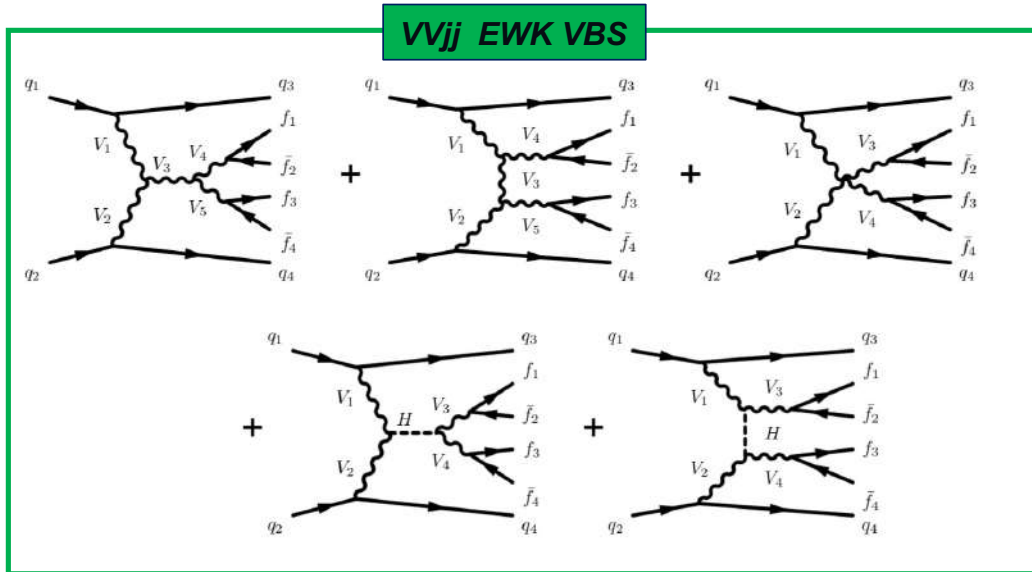 VVjj EWK VBS
q₁ q₃ q₁ q₃ q₁ q₃
f₁ f₁ f₁
V₁ V₄ V₁ V₄ V₁ V₃
V₃ f̄₂ + V₃ f̄₂ + f̄₂
f₃ f₃ f₃
V₂ V₅ V₂ V₅ V₂ V₄
f̄₄ f̄₄ f̄₄
q₂ q₄ q₂ q₄ q₂ q₄
q₁ q₃ q₁ q₃
f₁ f₁
V₁ V₃ V₁ V₃
+ H f̄₂ + H f̄₂
f₃ f₃
V₂ V₄ V₂ V₄
f̄₄ f̄₄
q₂ q₄ q₂ q₄